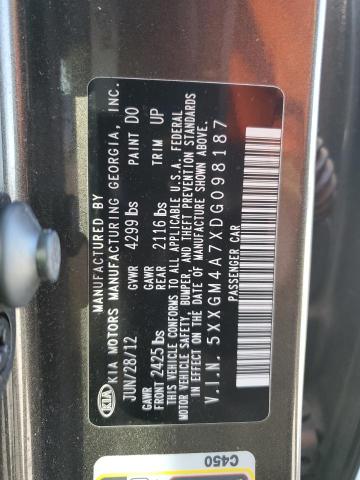 KIA
MANUFACTURED BY
KIA MOTORS MANUFACTURING GEORGIA, INC.
JUN/28/12 GVWR 4299 lbs PAINT DO
GAWR FRONT 2425 lbs GAWR REAR 2116 lbs TRIM UP
THIS VEHICLE CONFORMS TO ALL APPLICABLE U.S.A. FEDERAL
MOTOR VEHICLE SAFETY, BUMPER, AND THEFT PREVENTION STANDARDS
IN EFFECT ON THE DATE OF MANUFACTURE SHOWN ABOVE.
V.I.N. 5XXGM4A7XDG098187
PASSENGER CAR
C450